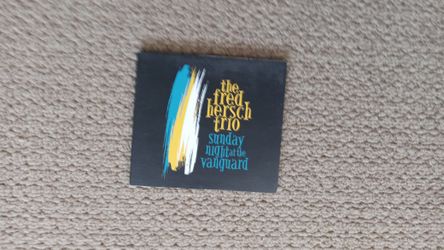 the
fred
hersch
trio
sunday
night at the
vanguard